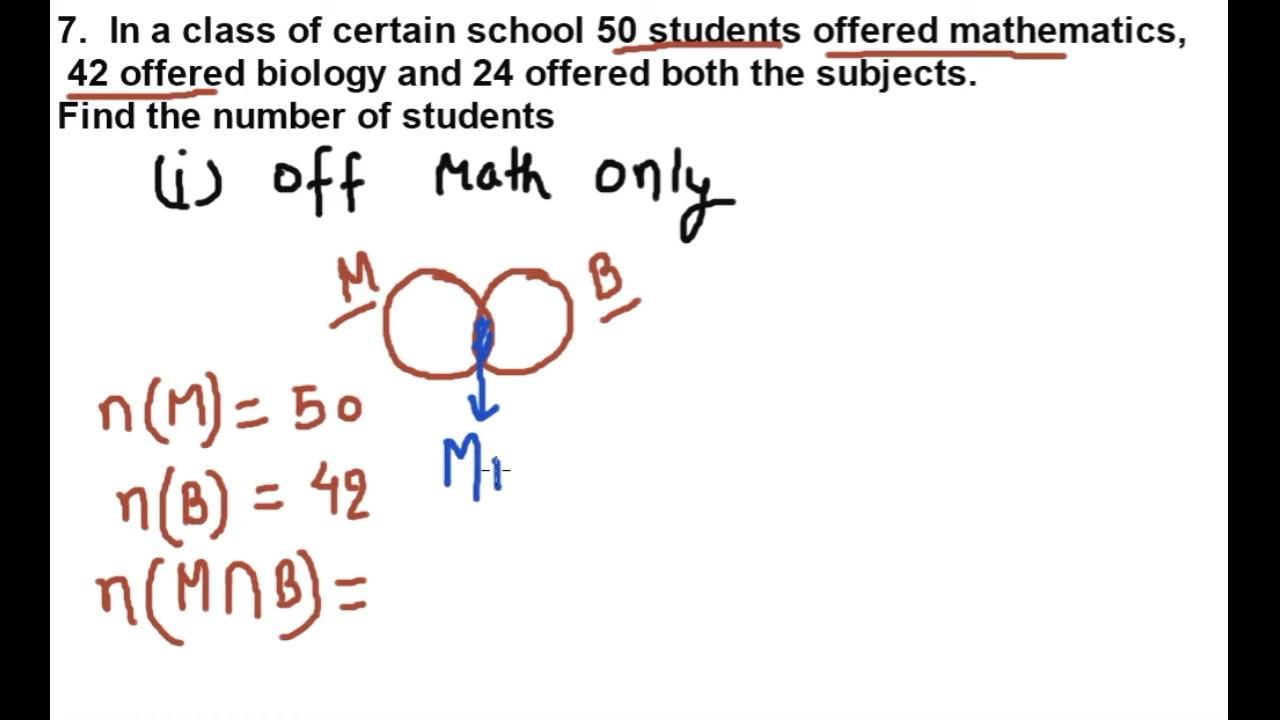 7. In a class of certain school 50 students offered mathematics,
42 offered biology and 24 offered both the subjects.
Find the number of students
(i) off Math only
M B
n(M) = 50
n(B) = 42
M
n(M∩B) =